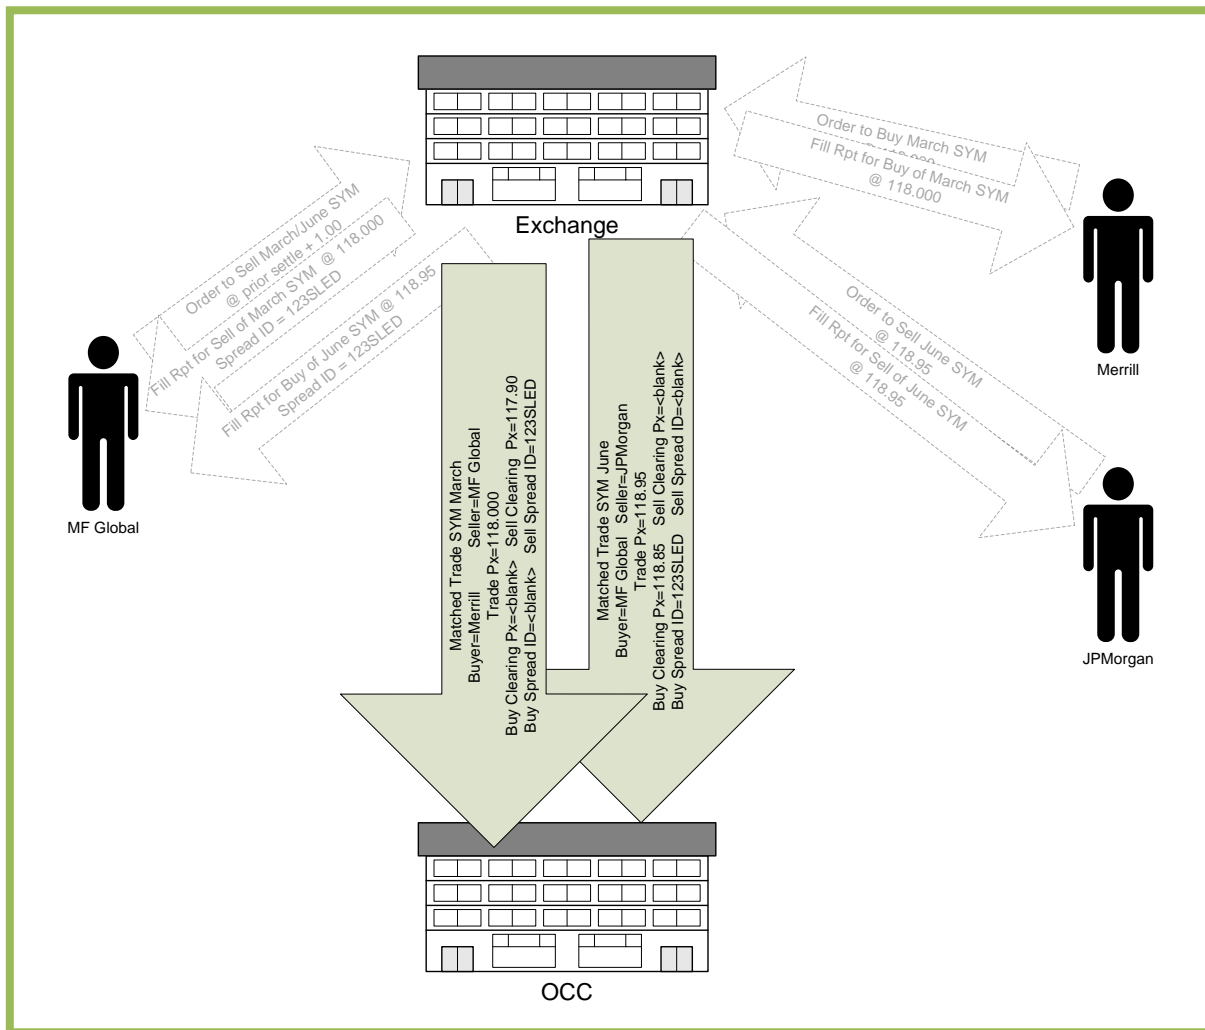 Exchange
Order to Buy March SYM
Fill Rpt for Buy of March SYM
@ 118.000
Merrill
Order to Sell March/June SYM
@ prior settle + 1.00
Fill Rpt for Sell of March SYM @ 118.000
Spread ID = 123SLED
Fill Rpt for Buy of June SYM @ 118.95
Spread ID = 123SLED
MF Global
Order to Sell June SYM
@ 118.95
Fill Rpt for Sell of June SYM
@ 118.95
JPMorgan
Matched Trade SYM March
Buyer=Merrill Seller=MF Global
Trade Px=118.000
Buy Clearing Px=<blank> Sell Clearing Px=117.90
Buy Spread ID=<blank> Sell Spread ID=123SLED
Matched Trade SYM June
Buyer=MF Global Seller=JPMorgan
Trade Px=118.95
Buy Clearing Px=118.85 Sell Clearing Px=<blank>
Buy Spread ID=123SLED Sell Spread ID=<blank>
OCC